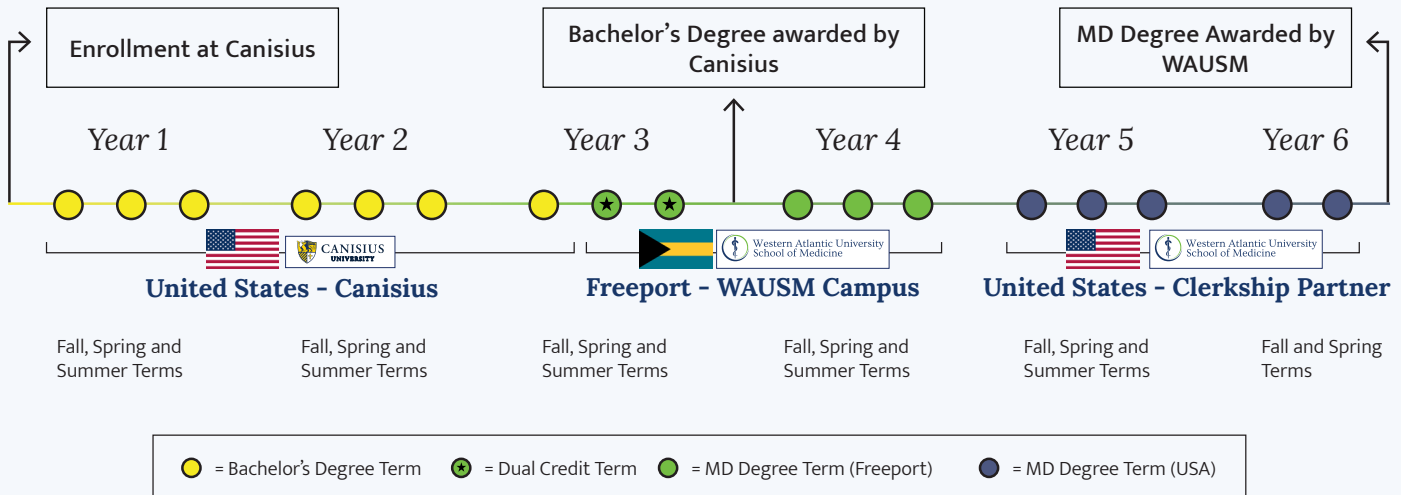 Enrollment at Canisius
Bachelor's Degree awarded by
Canisius
MD Degree Awarded by
WAUSM
Year 1
Year 2
Year 3
Year 4
Year 5
Year 6
CANISIUS
UNIVERSITY
Western Atlantic University
School of Medicine
Western Atlantic University
School of Medicine
United States - Canisius
Freeport - WAUSM Campus
United States - Clerkship Partner
Fall, Spring and
Summer Terms
Fall, Spring and
Summer Terms
Fall, Spring and
Summer Terms
Fall, Spring and
Summer Terms
Fall, Spring and
Summer Terms
Fall and Spring
Terms
= Bachelor's Degree Term
= Dual Credit Term
= MD Degree Term (Freeport)
= MD Degree Term (USA)